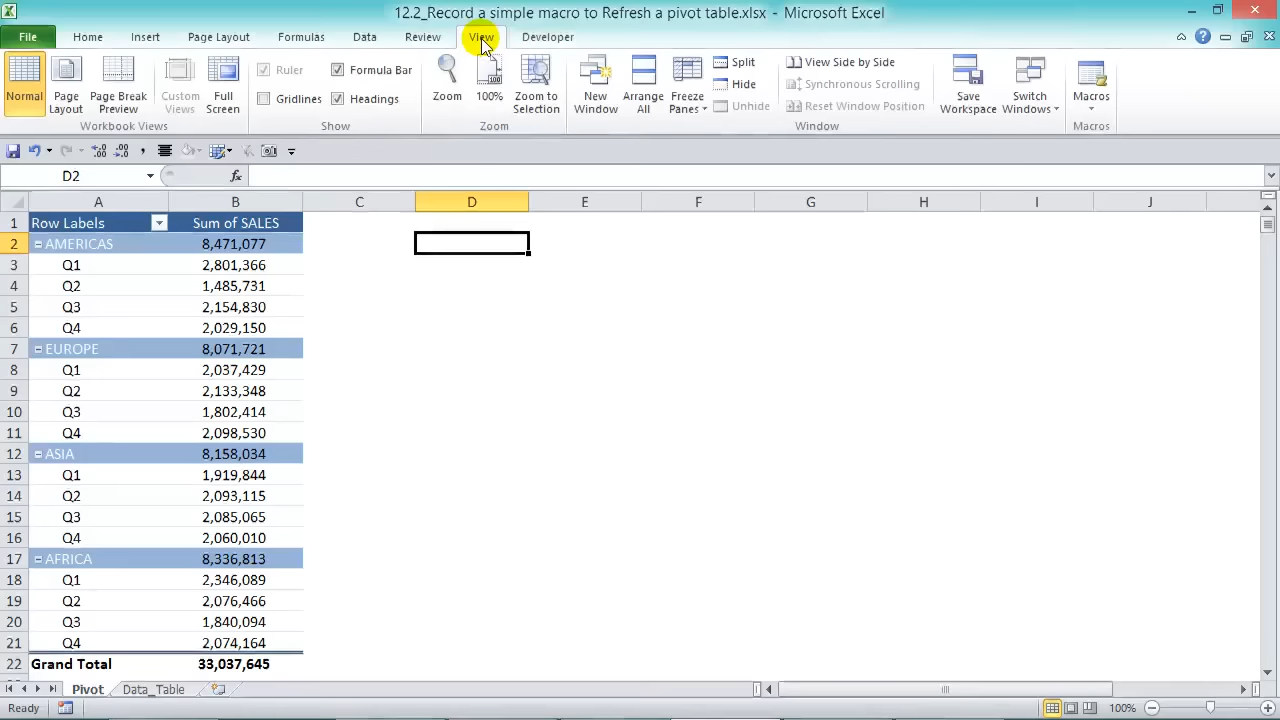 12.2_Record a simple macro to Refresh a pivot table.xlsx - Microsoft Excel
File Home Insert Page Layout Formulas Data Review View Developer
Normal Page Layout Page Break Preview Custom Views Full Screen
Workbook Views
Ruler Formula Bar
Gridlines Headings
Show
Zoom 100% Zoom to Selection
Zoom
New Window Arrange All Freeze Panes
Split
Hide
Unhide
View Side by Side
Synchronous Scrolling
Reset Window Position
Save Workspace Switch Windows
Window
Macros
Macros
D2 fx
A B C D E F G H I J
1 Row Labels Sum of SALES
2 AMERICAS 8,471,077
3 Q1 2,801,366
4 Q2 1,485,731
5 Q3 2,154,830
6 Q4 2,029,150
7 EUROPE 8,071,721
8 Q1 2,037,429
9 Q2 2,133,348
10 Q3 1,802,414
11 Q4 2,098,530
12 ASIA 8,158,034
13 Q1 1,919,844
14 Q2 2,093,115
15 Q3 2,085,065
16 Q4 2,060,010
17 AFRICA 8,336,813
18 Q1 2,346,089
19 Q2 2,076,466
20 Q3 1,840,094
21 Q4 2,074,164
22 Grand Total 33,037,645
Pivot Data_Table
Ready 100%